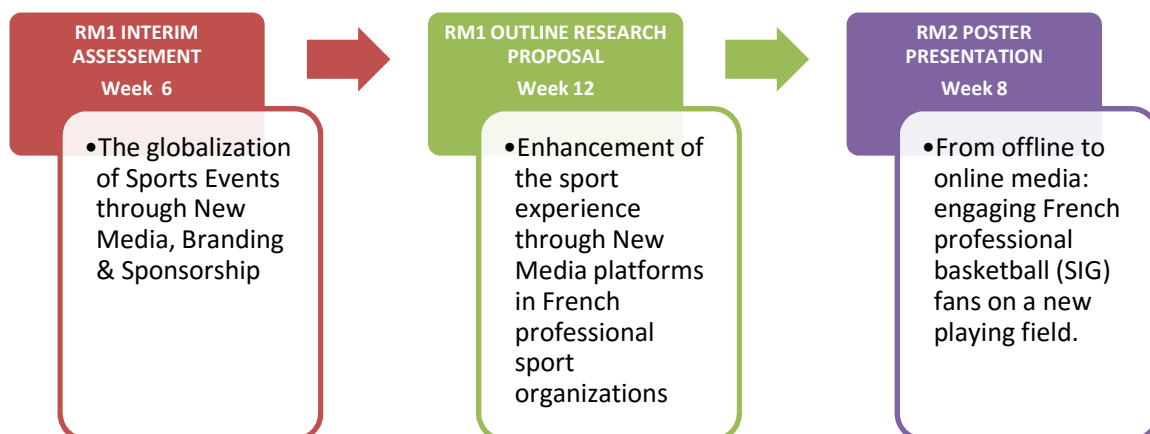 RM1 INTERIM
ASSESSEMENT
Week 6
•The globalization
of Sports Events
through New
Media, Branding
& Sponsorship
RM1 OUTLINE RESEARCH
PROPOSAL
Week 12
•Enhancement of
the sport
experience
through New
Media platforms
in French
professional
sport
organizations
RM2 POSTER
PRESENTATION
Week 8
•From offline to
online media:
engaging French
professional
basketball (SIG)
fans on a new
playing field.